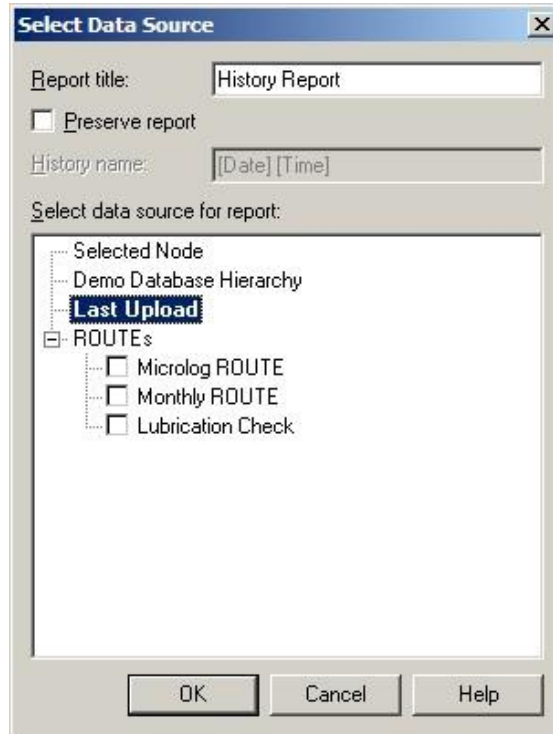 Select Data Source
Report title: History Report
Preserve report
History name: [Date] [Time]
Select data source for report:
Selected Node
Demo Database Hierarchy
Last Upload
ROUTEs
Microlog ROUTE
Monthly ROUTE
Lubrication Check
OK Cancel Help